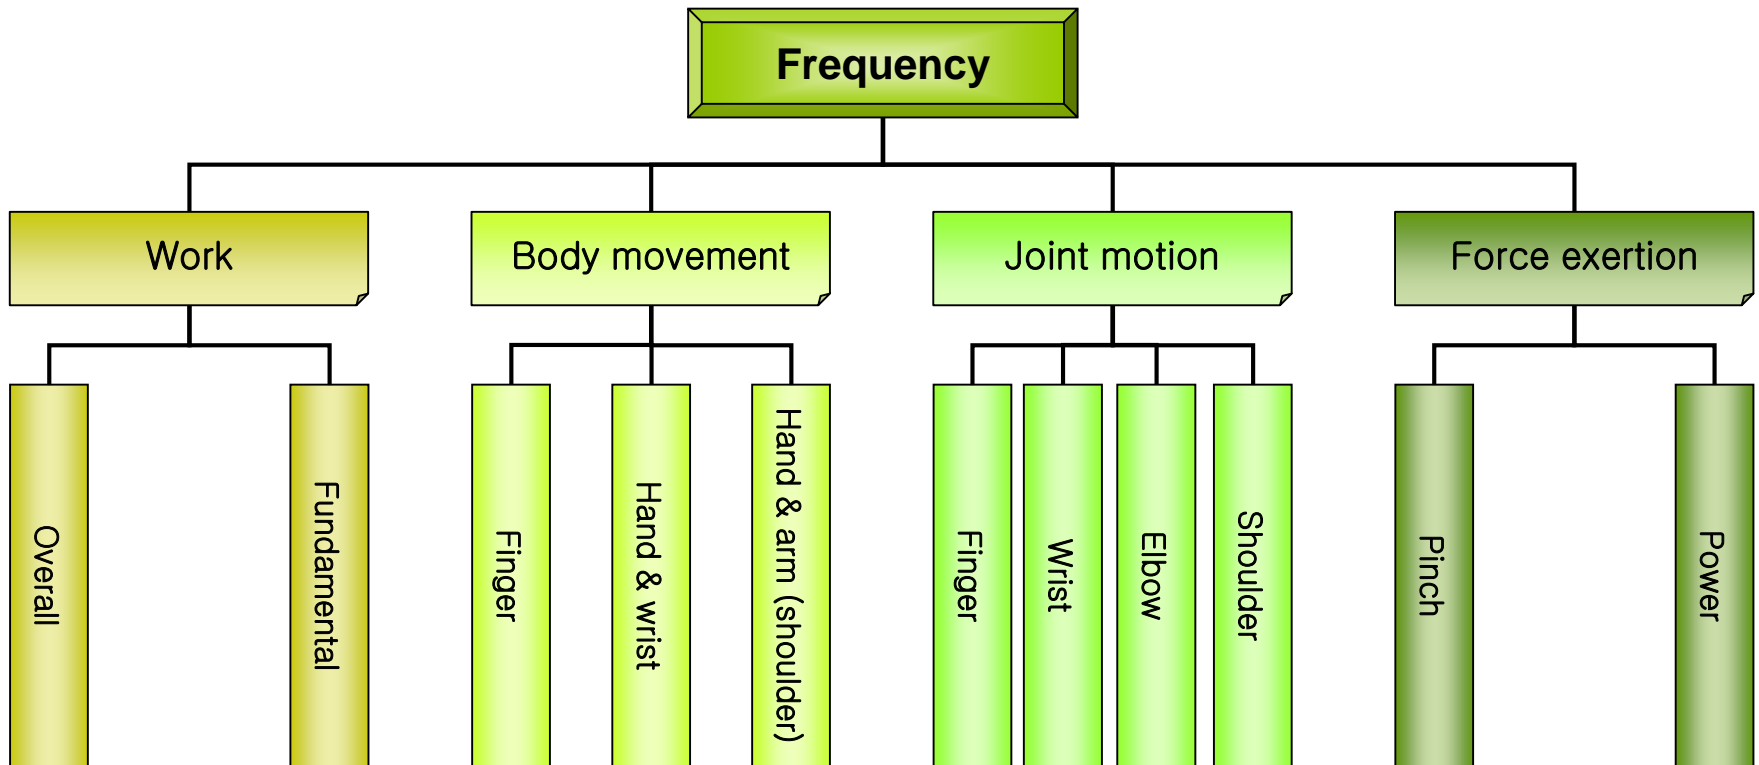 Frequency
Work
Body movement
Joint motion
Force exertion
Overall
Fundamental
Finger
Hand & wrist
Hand & arm (shoulder)
Finger
Wrist
Elbow
Shoulder
Pinch
Power